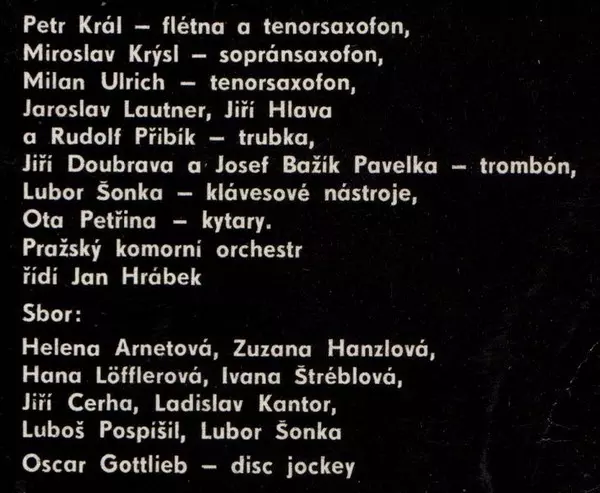 Petr Král – flétna a tenorsaxofon,
Miroslav Krýsl – sopránsaxofon,
Milan Ulrich – tenorsaxofon,
Jaroslav Lautner, Jiří Hlava
a Rudolf Přibík – trubka,
Jiří Doubrava a Josef Bažík Pavelka – trombón,
Lubor Šonka – klávesové nástroje,
Ota Petřina – kytary.
Pražský komorní orchestr
řídí Jan Hrábek
Sbor:
Helena Arnetová, Zuzana Hanzlová,
Hana Löfflerová, Ivana Štréblová,
Jiří Cerha, Ladislav Kantor,
Luboš Pospíšil, Lubor Šonka
Oscar Gottlieb – disc jockey